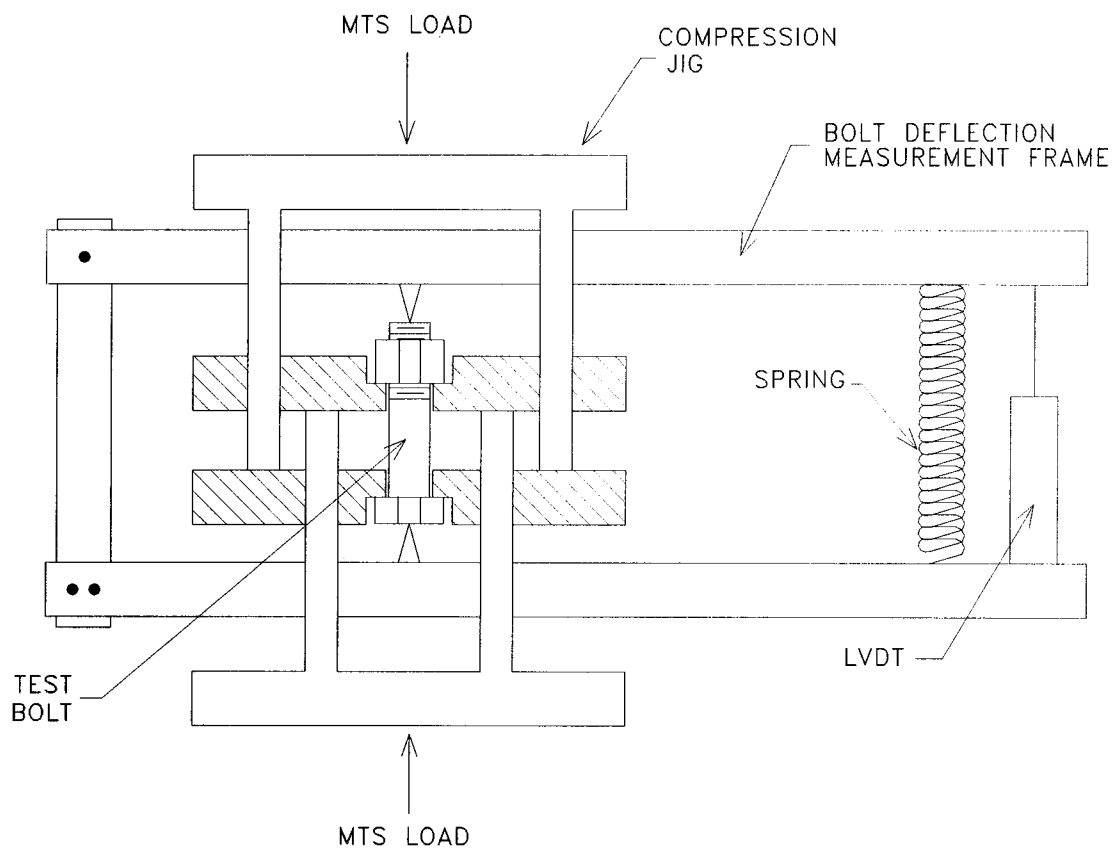 MTS LOAD
COMPRESSION
JIG
BOLT DEFLECTION
MEASUREMENT FRAME
SPRING
LVDT
TEST
BOLT
MTS LOAD